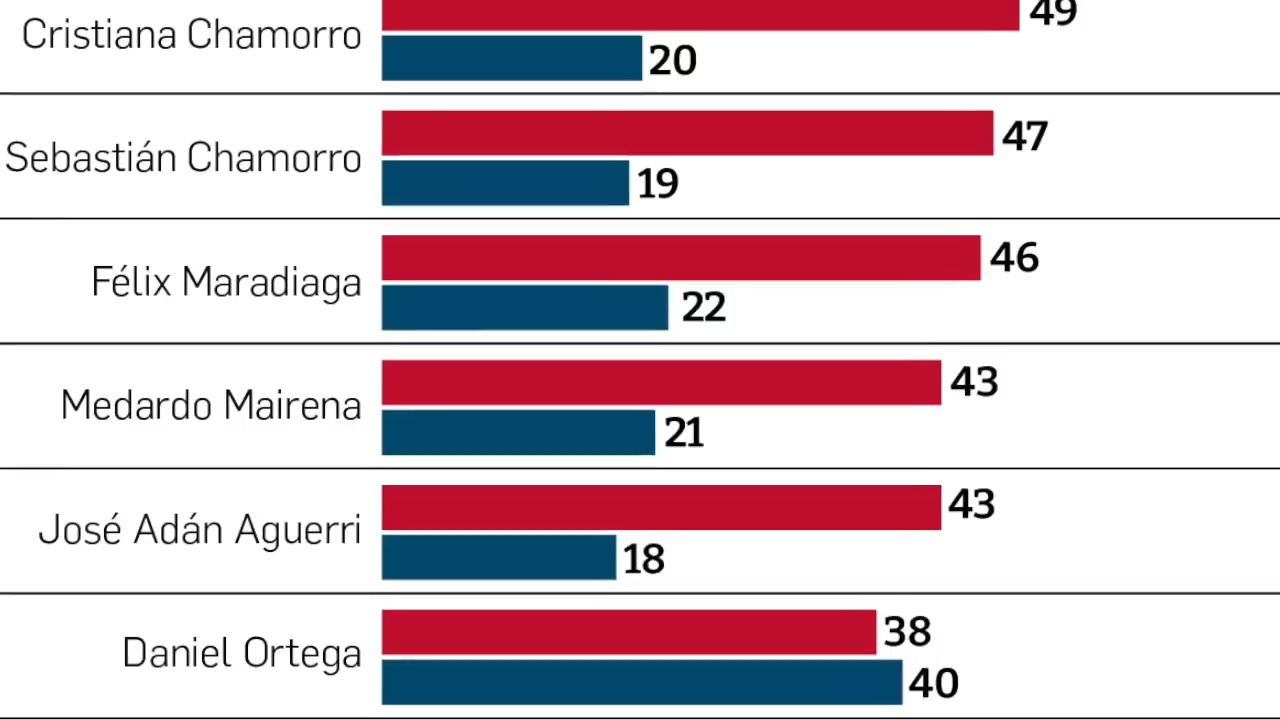 49
Cristiana Chamorro
20
47
Sebastián Chamorro
19
46
Félix Maradiaga
22
43
Medardo Mairena
21
43
José Adán Aguerri
18
38
Daniel Ortega
40